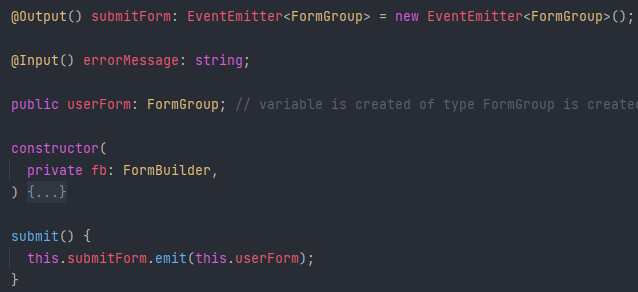 @Output() submitForm: EventEmitter<FormGroup> = new EventEmitter<FormGroup>();
@Input() errorMessage: string;
public userForm: FormGroup; // variable is created of type FormGroup is created
constructor(
private fb: FormBuilder,
) {...}
submit() {
this.submitForm.emit(this.userForm);
}